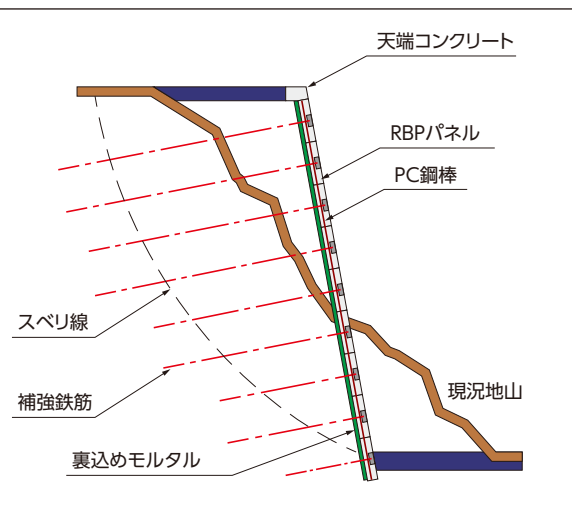 天端コンクリート
RBPパネル
PC鋼棒
スベリ線
現況地山
補強鉄筋
裏込めモルタル